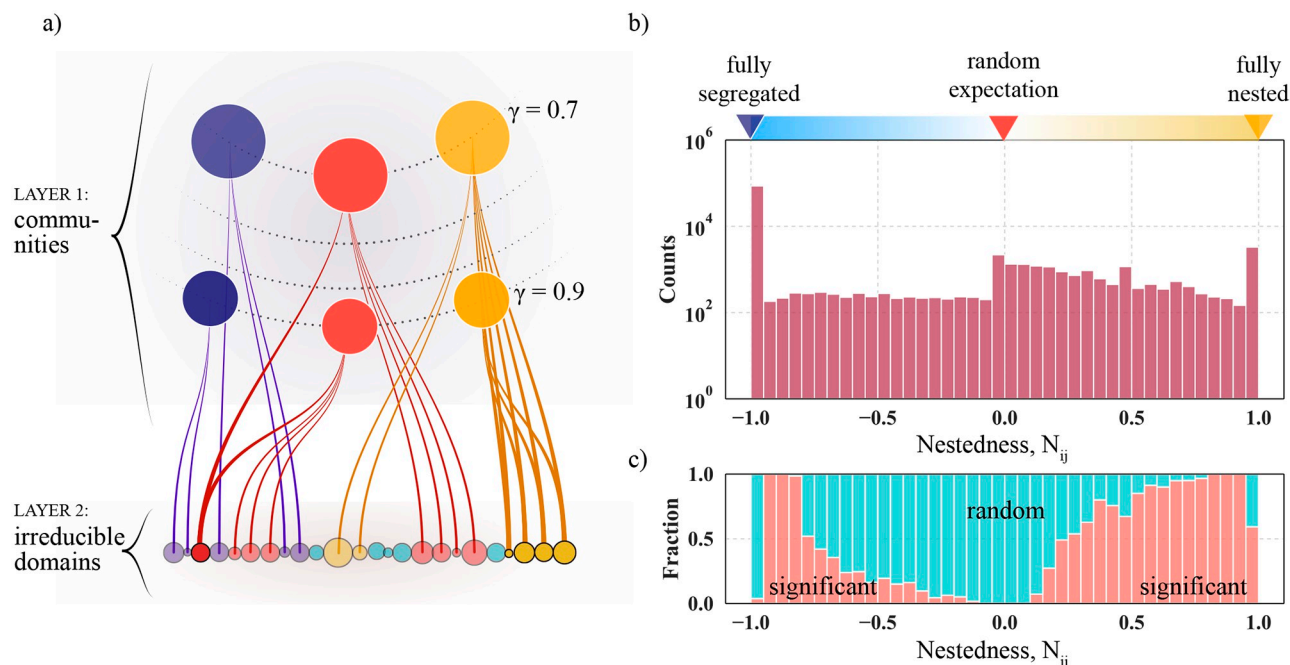 a)
LAYER 1:
commu-
nities
γ = 0.7
γ = 0.9
LAYER 2:
irreducible
domains
b)
fully
segregated
random
expectation
fully
nested
Counts
10^6
10^4
10^2
10^0
−1.0 −0.5 0.0 0.5 1.0
Nestedness, N_ij
c)
Fraction
1.0
0.5
0.0
random
significant
significant
−1.0 −0.5 0.0 0.5 1.0
Nestedness, N_ij